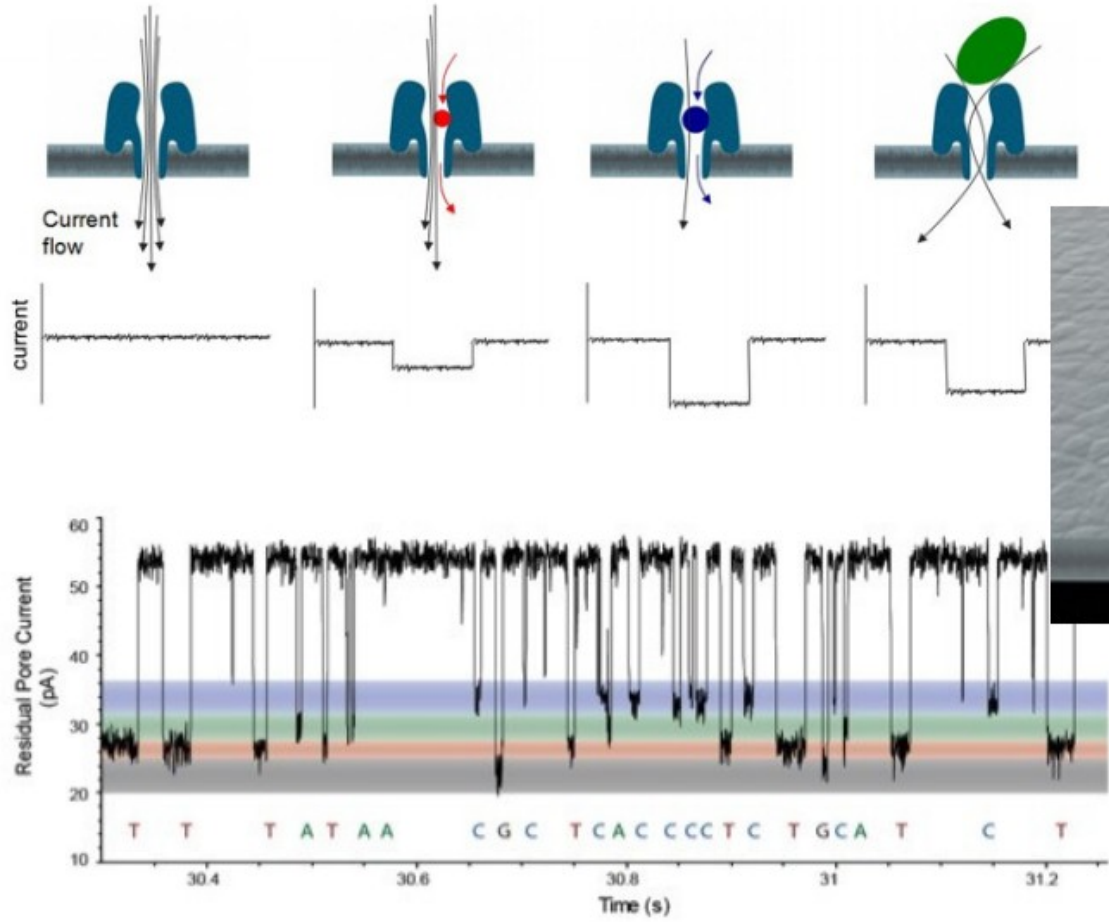 Current
flow
current
Residual Pore Current
(pA)
60
50
40
30
20
10
T T T A T A A C G C T C A C C C C T C T G C A T C T
30.4 30.6 30.8 31 31.2
Time (s)